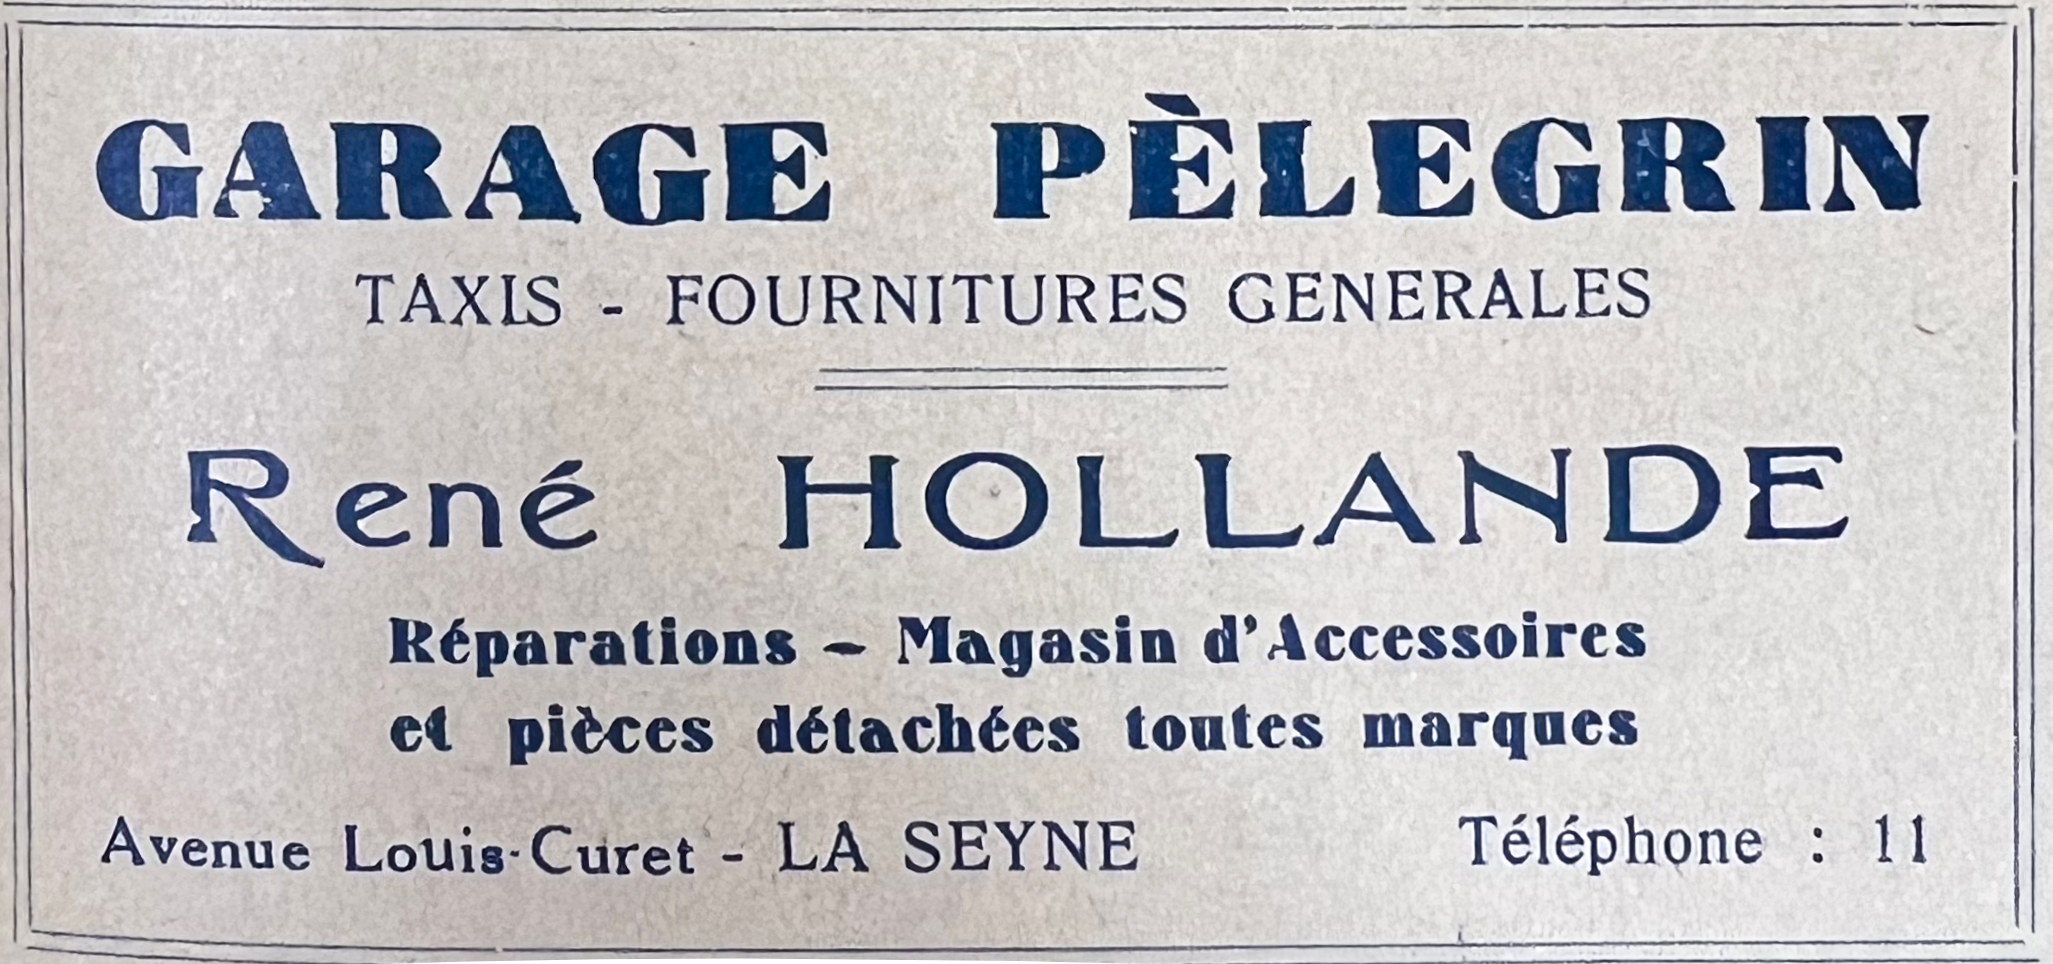 GARAGE PÈLEGRIN
TAXIS - FOURNITURES GENERALES
René HOLLANDE
Réparations - Magasin d'Accessoires
et pièces détachées toutes marques
Avenue Louis-Curet - LA SEYNE Téléphone : 11